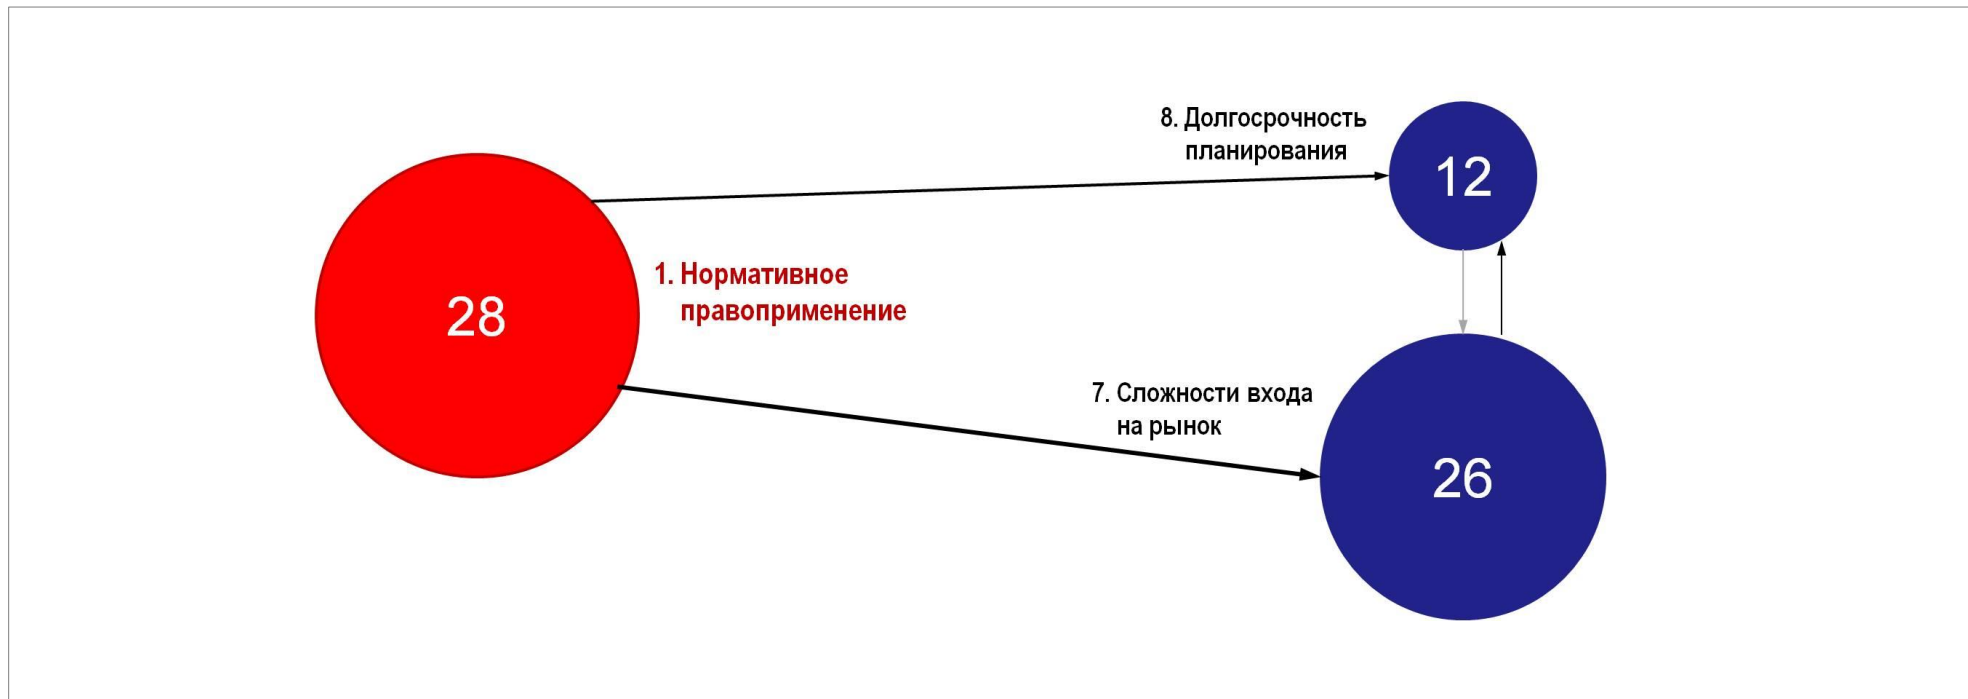 8. Долгосрочность
планирования
12
1. Нормативное
правоприменение
28
7. Сложности входа
на рынок
26